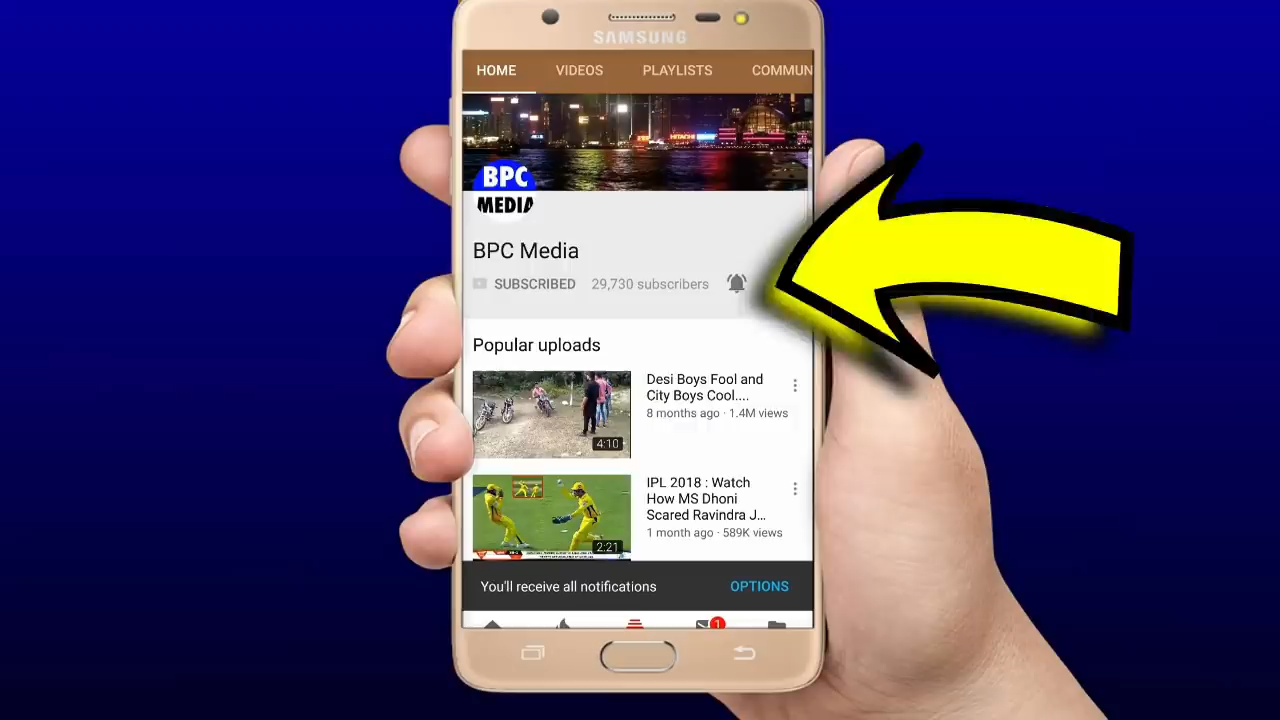 SAMSUNG
HOME VIDEOS PLAYLISTS COMMUN
HITACHI
BPC
MEDIA
BPC Media
SUBSCRIBED 29,730 subscribers
Popular uploads
Desi Boys Fool and
City Boys Cool....
8 months ago · 1.4M views
4:10
IPL 2018 : Watch
How MS Dhoni
Scared Ravindra J...
1 month ago · 589K views
2:21
You'll receive all notifications OPTIONS
1